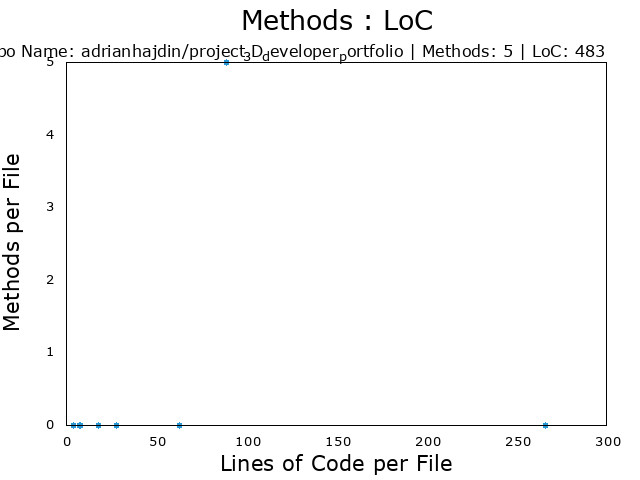 Methods : LoC
po Name: adrianhajdin/project3Ddeveloperportfolio | Methods: 5 | LoC: 483
5
4
3
2
1
0
Methods per File
0 50 100 150 200 250 300
Lines of Code per File